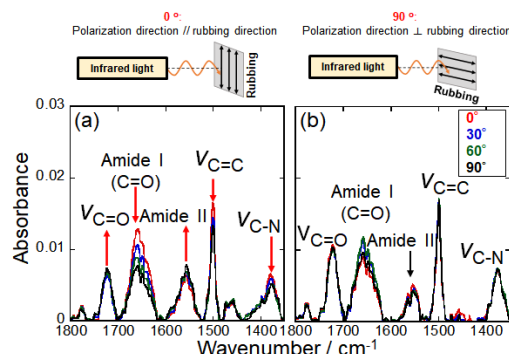 0 °:
Polarization direction // rubbing direction
Infrared light
Rubbing
90 °:
Polarization direction ⊥ rubbing direction
Infrared light
Rubbing
Absorbance
0.03
0.02
0.01
0
(a)
Amide I
(C=O)
νC=O
Amide II
νC=C
νC-N
1800 1700 1600 1500 1400
(b)
0°
30°
60°
90°
Amide I
(C=O)
νC=O
Amide II
νC=C
νC-N
1800 1700 1600 1500 1400
Wavenumber / cm-1